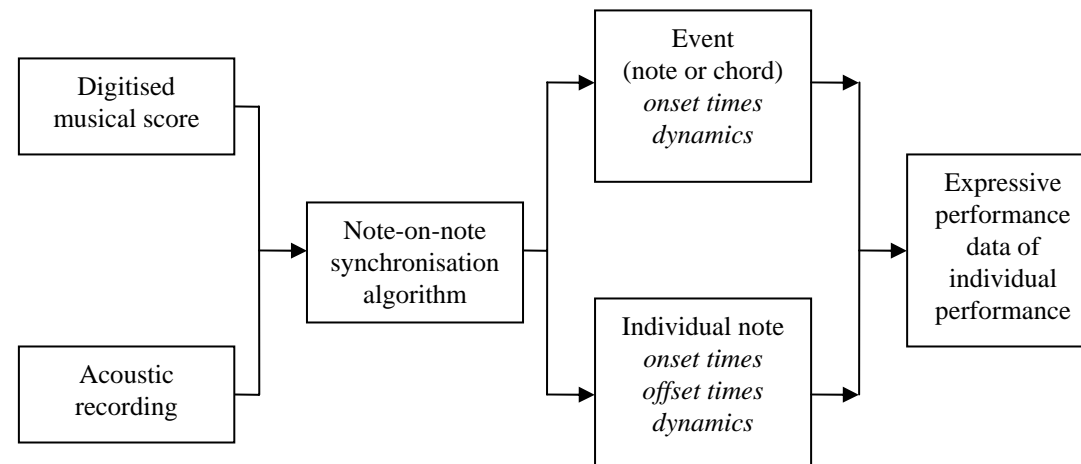 Digitised
musical score
Acoustic
recording
Note-on-note
synchronisation
algorithm
Event
(note or chord)
onset times
dynamics
Individual note
onset times
offset times
dynamics
Expressive
performance
data of
individual
performance